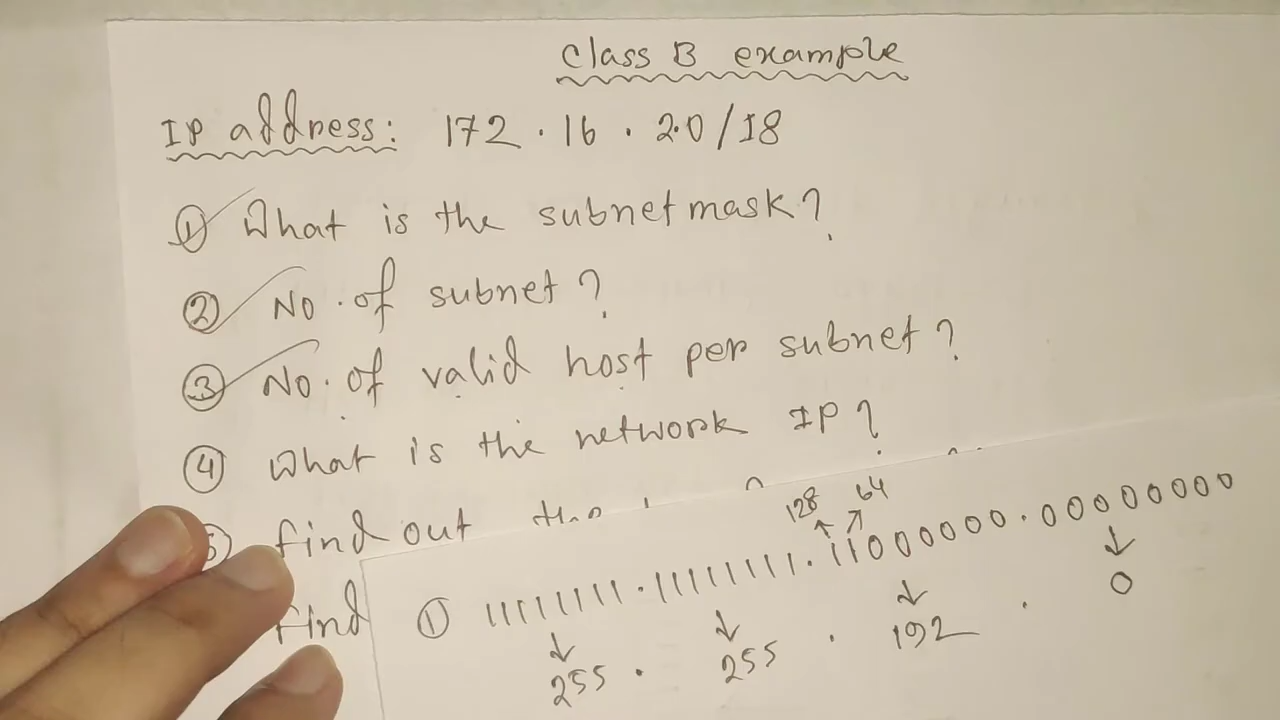 Class B example
IP address: 172.16.2.0/18
① What is the subnet mask?
② No. of subnet?
③ No. of valid host per subnet?
④ What is the network IP?
⑤ find out the
find
128 64
① 11111111.11111111.11000000.00000000
255 . 255 . 192 . 0